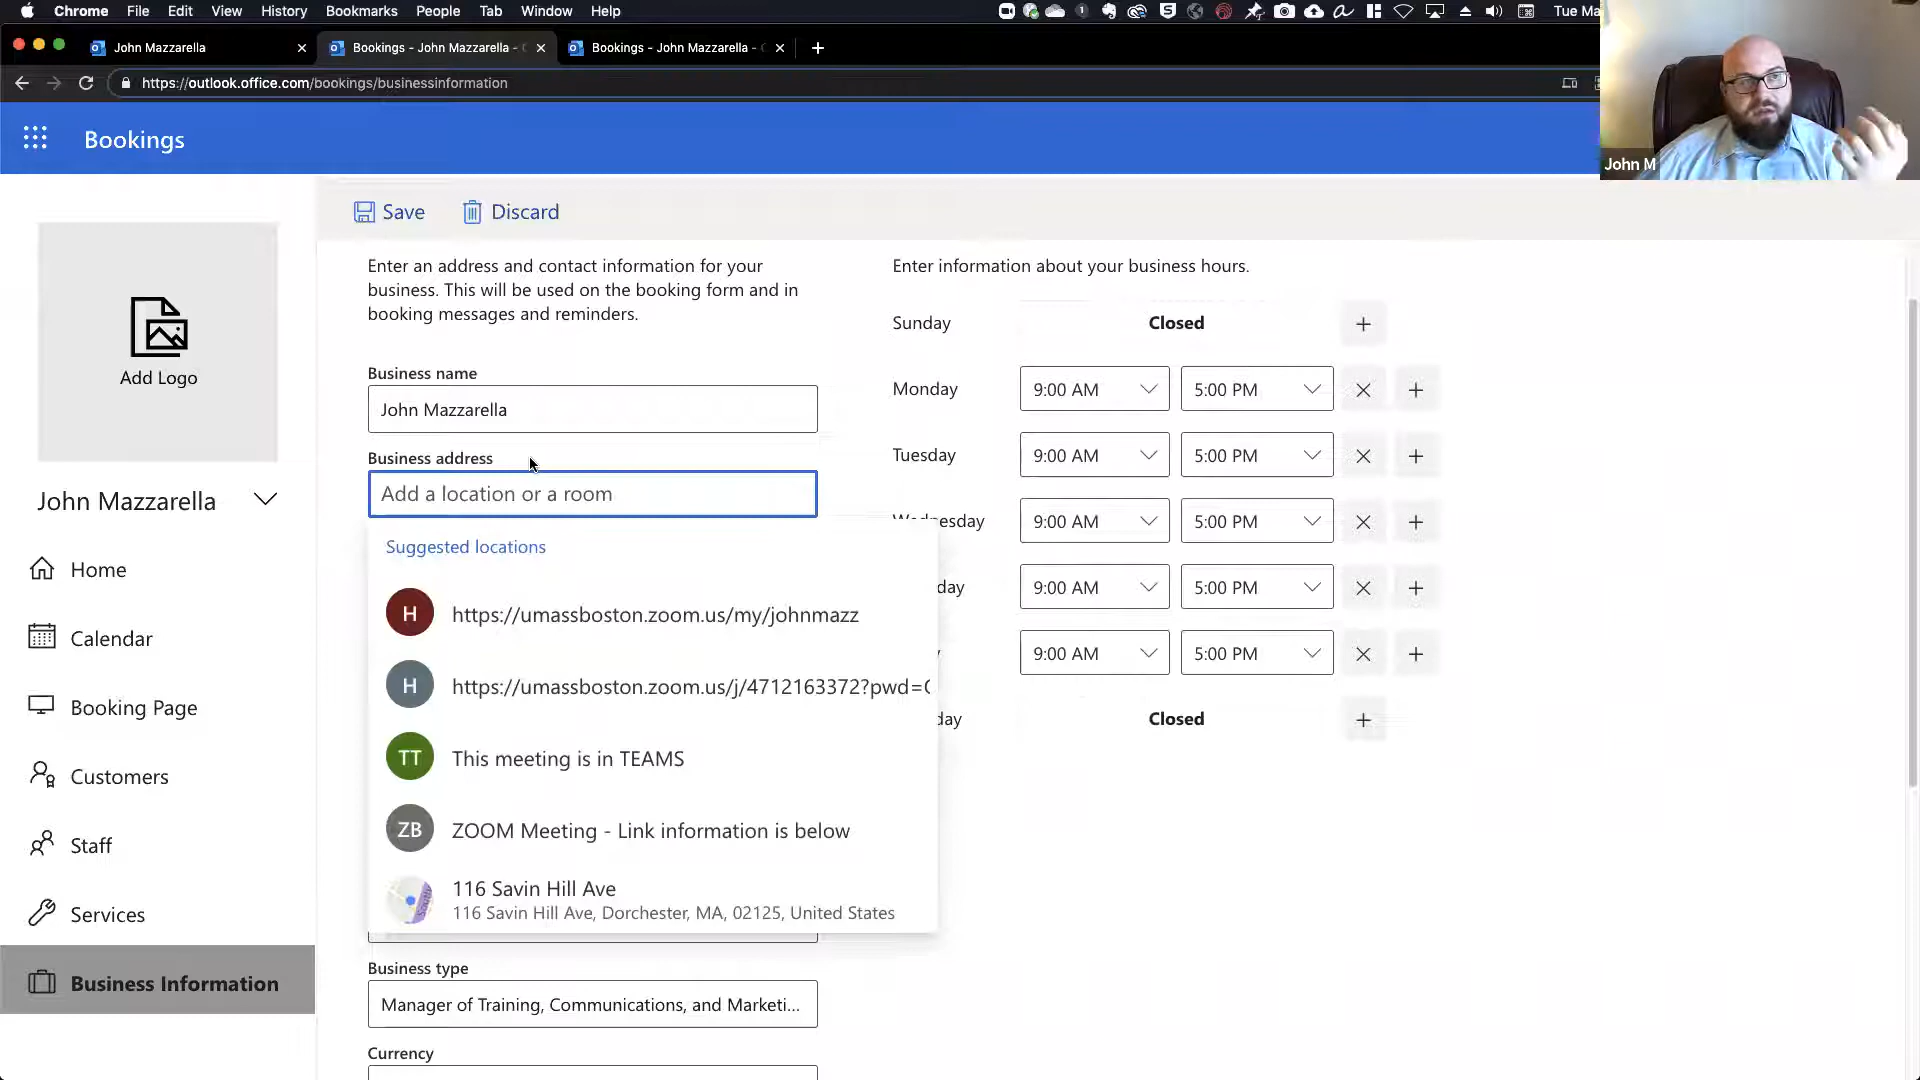 Chrome File Edit View History Bookmarks People Tab Window Help
1
Tue Ma
John Mazzarella
Bookings - John Mazzarella -
Bookings - John Mazzarella -
https://outlook.office.com/bookings/businessinformation
Bookings
John M
Save
Discard
Add Logo
John Mazzarella
Home
Calendar
Booking Page
Customers
Staff
Services
Business Information
Enter an address and contact information for your
business. This will be used on the booking form and in
booking messages and reminders.
Business name
John Mazzarella
Business address
Add a location or a room
Suggested locations
H
https://umassboston.zoom.us/my/johnmazz
H
https://umassboston.zoom.us/j/4712163372?pwd=
TT
This meeting is in TEAMS
ZB
ZOOM Meeting - Link information is below
116 Savin Hill Ave
116 Savin Hill Ave, Dorchester, MA, 02125, United States
Business type
Manager of Training, Communications, and Marketi...
Currency
Enter information about your business hours.
Sunday Closed
Monday 9:00 AM 5:00 PM
Tuesday 9:00 AM 5:00 PM
Wednesday 9:00 AM 5:00 PM
day 9:00 AM 5:00 PM
9:00 AM 5:00 PM
day Closed